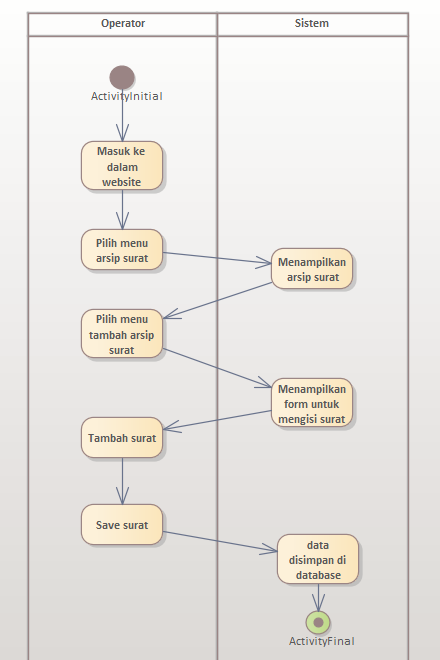 Operator
Sistem
ActivityInitial
Masuk ke
dalam
website
Pilih menu
arsip surat
Menampilkan
arsip surat
Pilih menu
tambah arsip
surat
Menampilkan
form untuk
mengisi surat
Tambah surat
Save surat
data
disimpan di
database
ActivityFinal